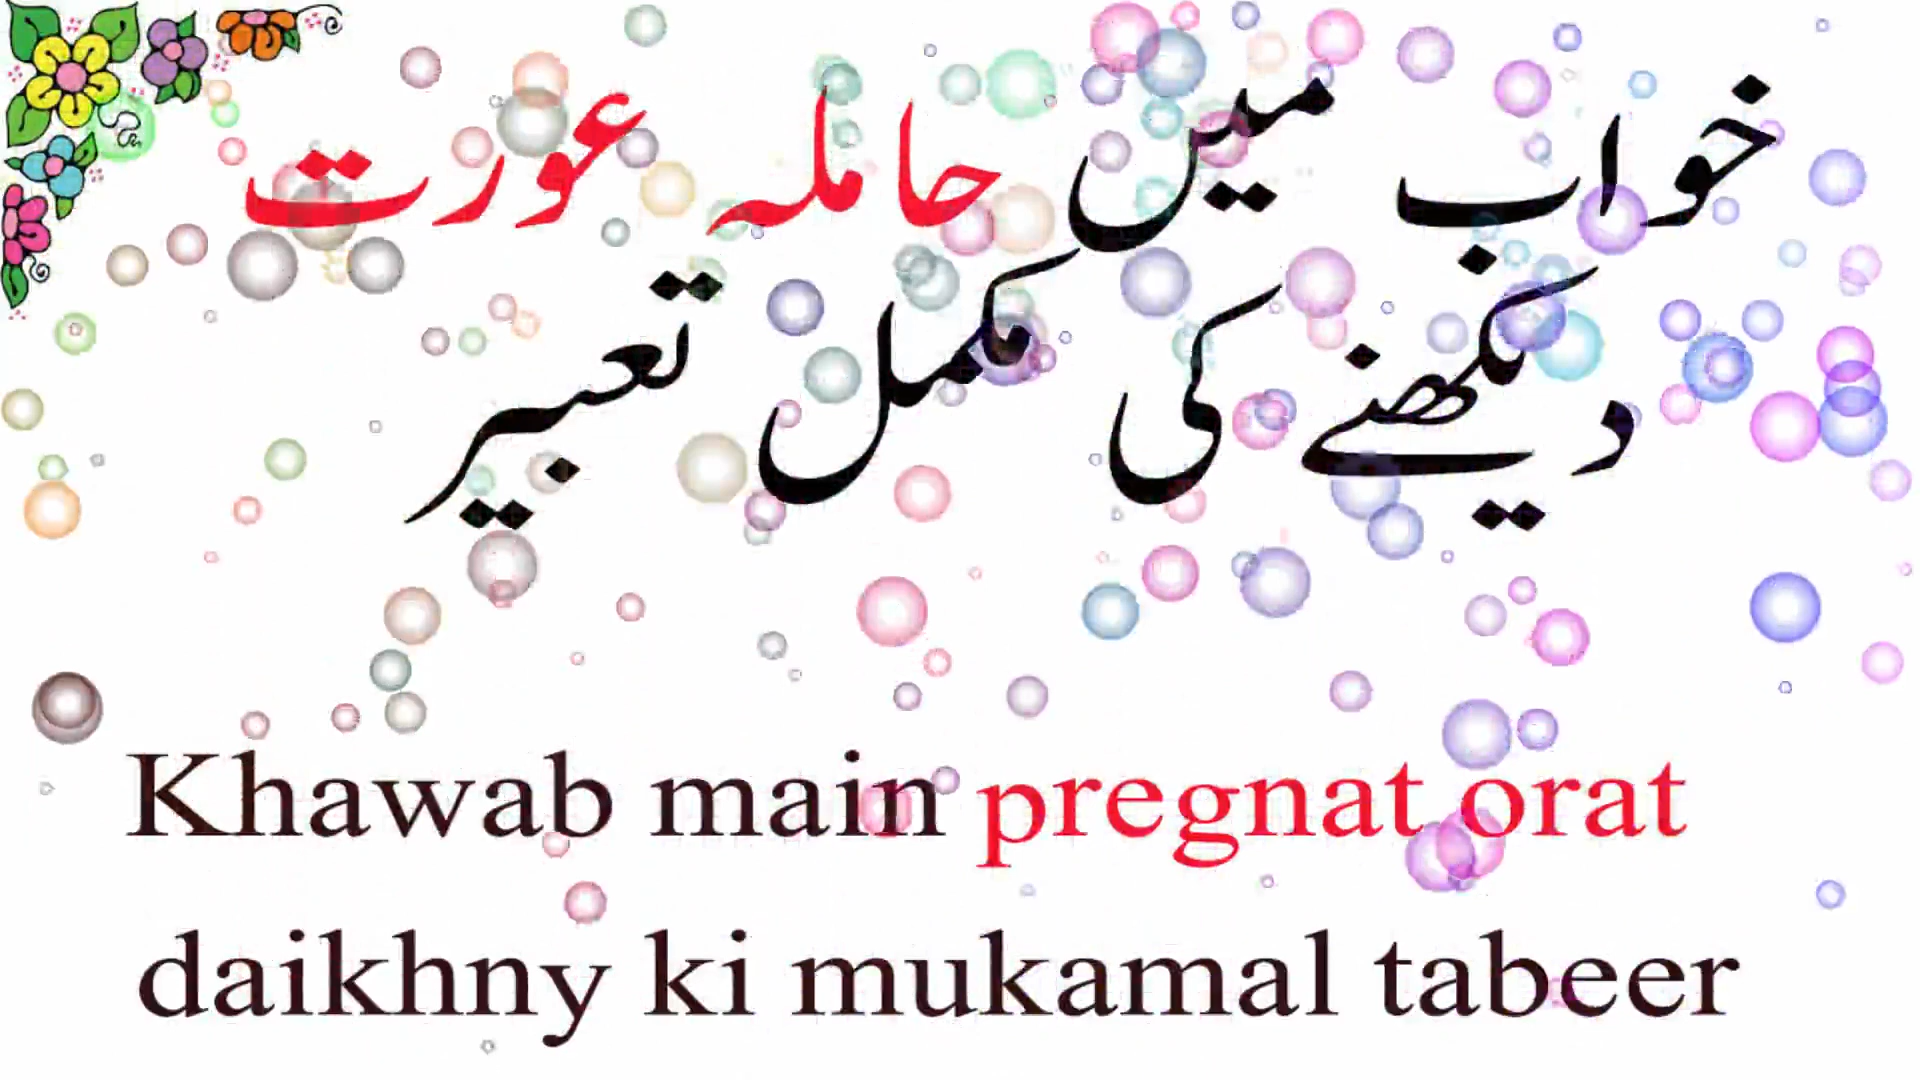 خواب میں حاملہ عورت
دیکھنے کی مکمل تعبیر
Khawab main pregnat orat
daikhny ki mukamal tabeer